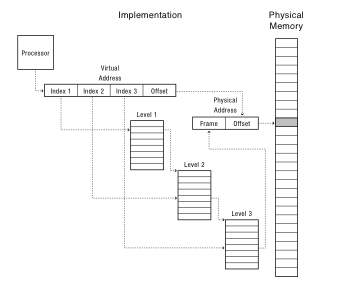 Implementation
Physical
Memory
Processor
Virtual
Address
Index 1 Index 2 Index 3 Offset
Physical
Address
Frame Offset
Level 1
Level 2
Level 3